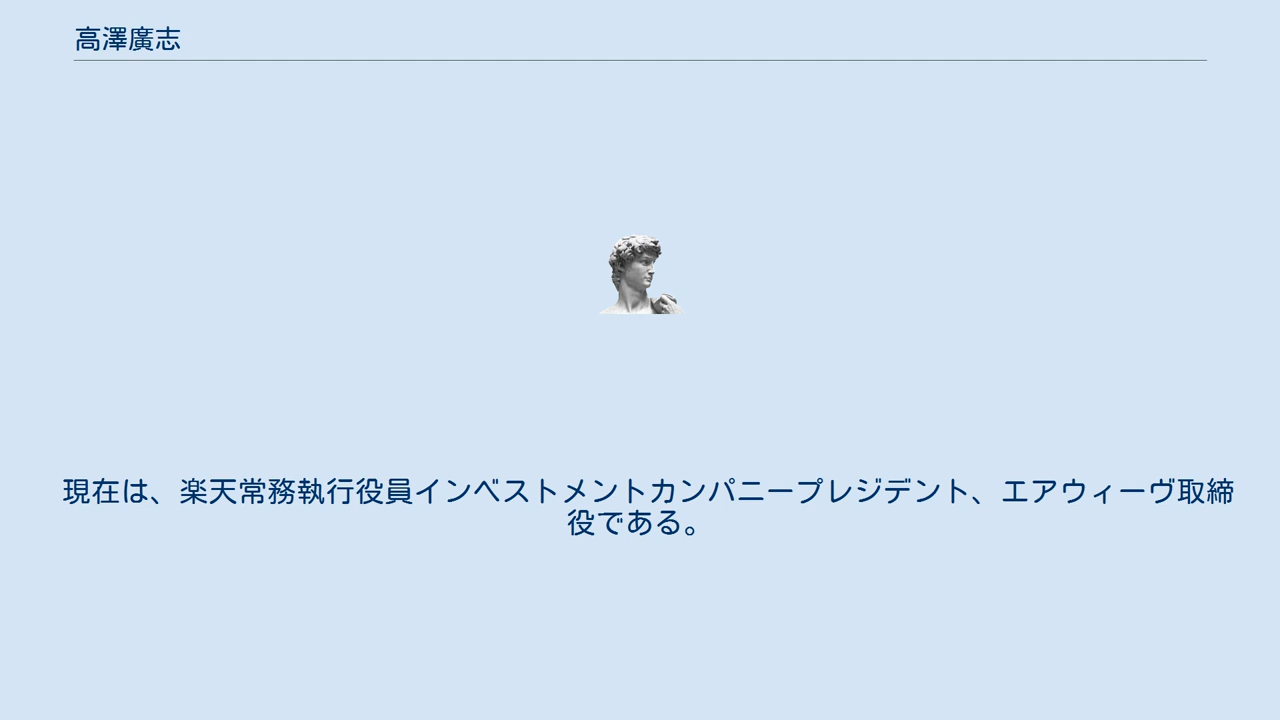 高澤廣志
現在は、楽天常務執行役員インベストメントカンパニープレジデント、エアウィーヴ取締
役である。